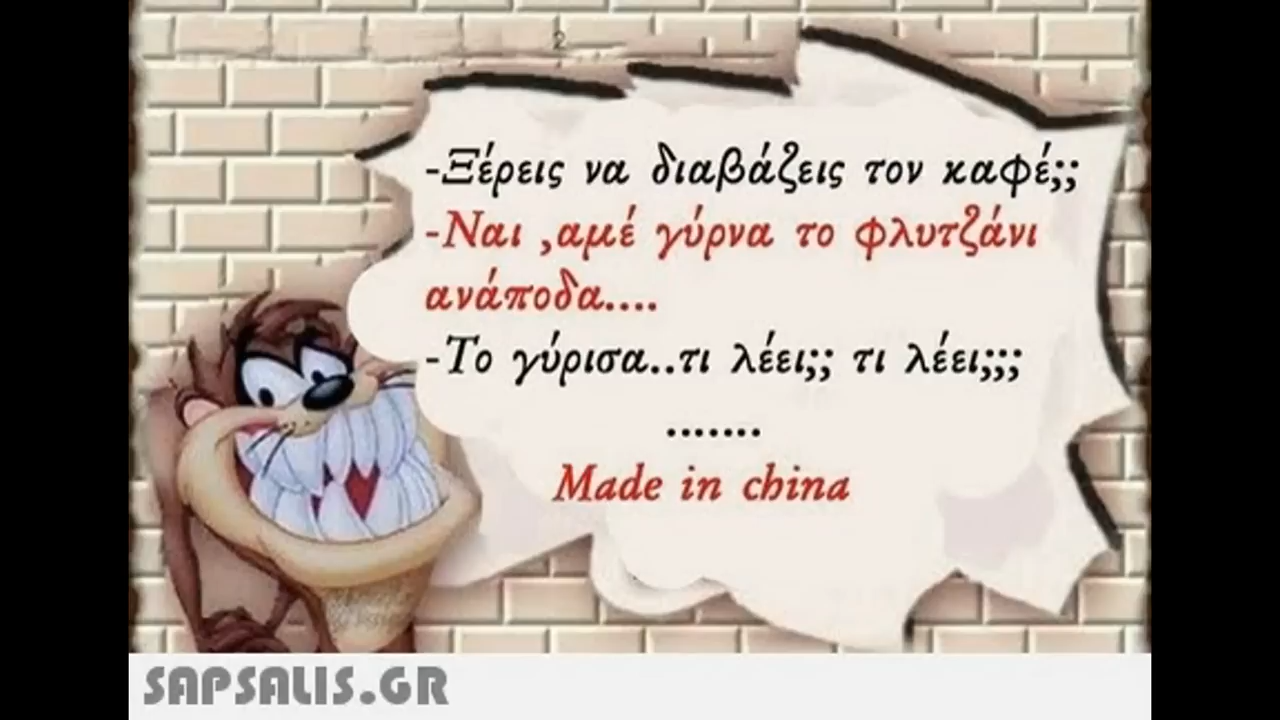 -Ξέρεις να διαβάζεις τον καφέ;;
-Ναι ,αμέ γύρνα το φλυτζάνι
ανάποδα....
-Το γύρισα..τι λέει;; τι λέει;;;
.......
Made in china
SAPSALIS.GR